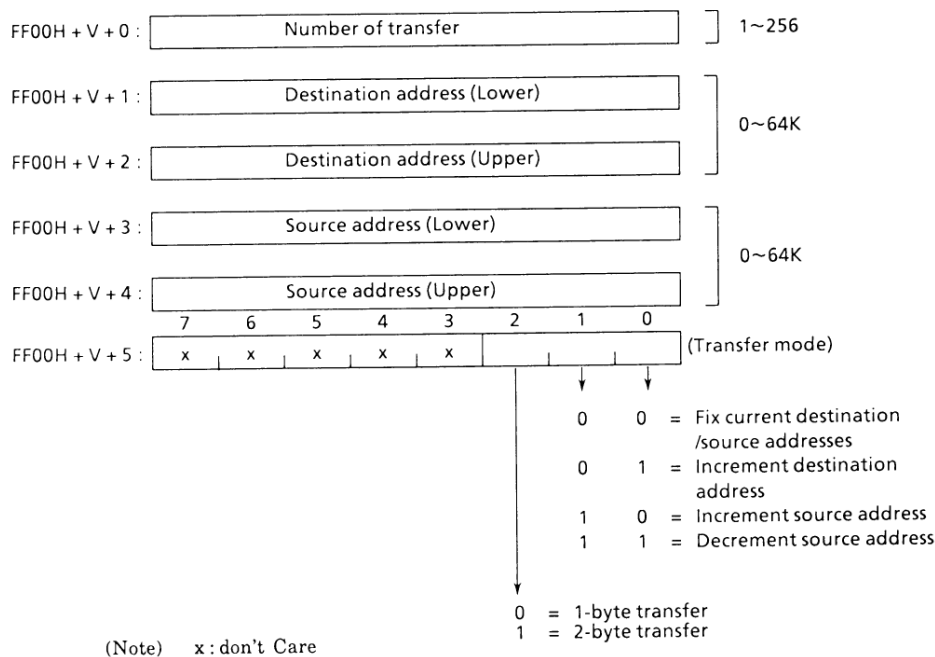 FF00H + V + 0 : Number of transfer 1~256
FF00H + V + 1 : Destination address (Lower)
0~64K
FF00H + V + 2 : Destination address (Upper)
FF00H + V + 3 : Source address (Lower)
0~64K
FF00H + V + 4 : Source address (Upper)
7 6 5 4 3 2 1 0
FF00H + V + 5 : x x x x x (Transfer mode)
0 0 = Fix current destination
/source addresses
0 1 = Increment destination
address
1 0 = Increment source address
1 1 = Decrement source address
0 = 1-byte transfer
1 = 2-byte transfer
(Note) x : don't Care